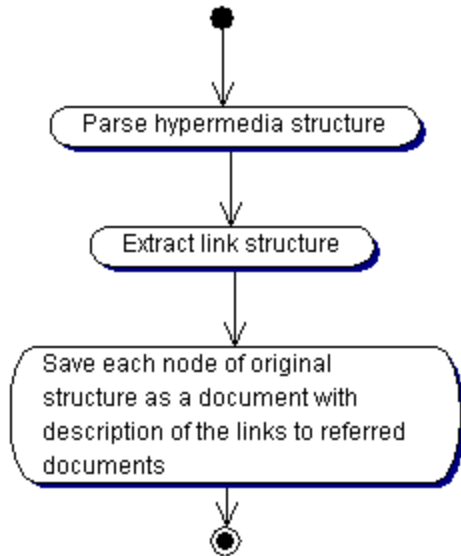 Parse hypermedia structure
Extract link structure
Save each node of original
structure as a document with
description of the links to referred
documents